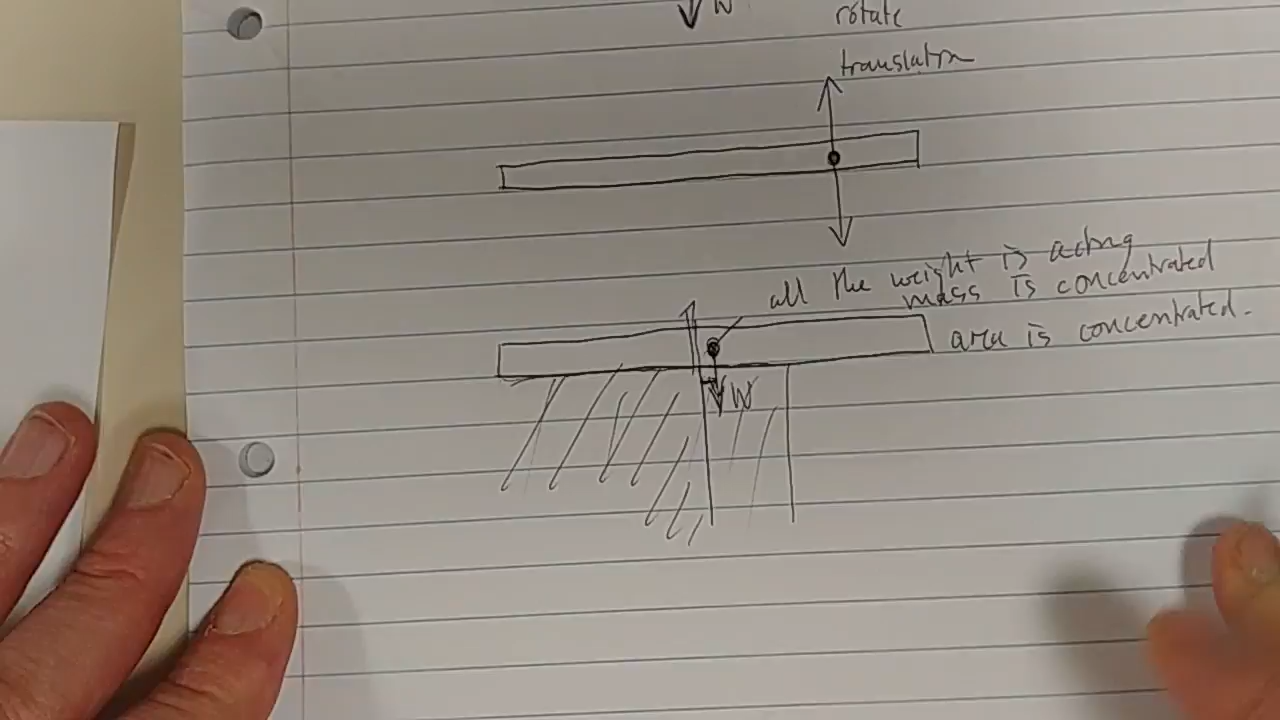 W
rotate
translation
all the weight is acting
mass is concentrated
area is concentrated.
W